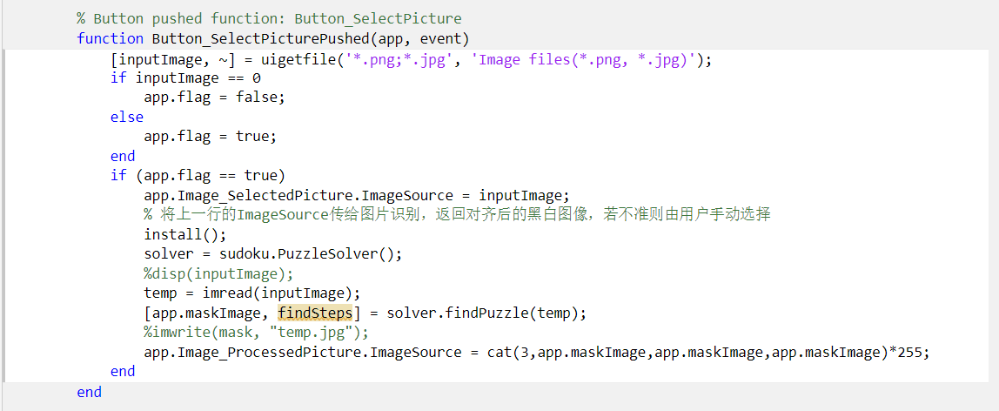 % Button pushed function: Button_SelectPicture
function Button_SelectPicturePushed(app, event)
[inputImage, ~] = uigetfile('*.png;*.jpg', 'Image files(*.png, *.jpg)');
if inputImage == 0
app.flag = false;
else
app.flag = true;
end
if (app.flag == true)
app.Image_SelectedPicture.ImageSource = inputImage;
% 将上一行的ImageSource传给图片识别，返回对齐后的黑白图像，若不准则由用户手动选择
install();
solver = sudoku.PuzzleSolver();
%disp(inputImage);
temp = imread(inputImage);
[app.maskImage, findSteps] = solver.findPuzzle(temp);
%imwrite(mask, "temp.jpg");
app.Image_ProcessedPicture.ImageSource = cat(3,app.maskImage,app.maskImage,app.maskImage)*255;
end
end